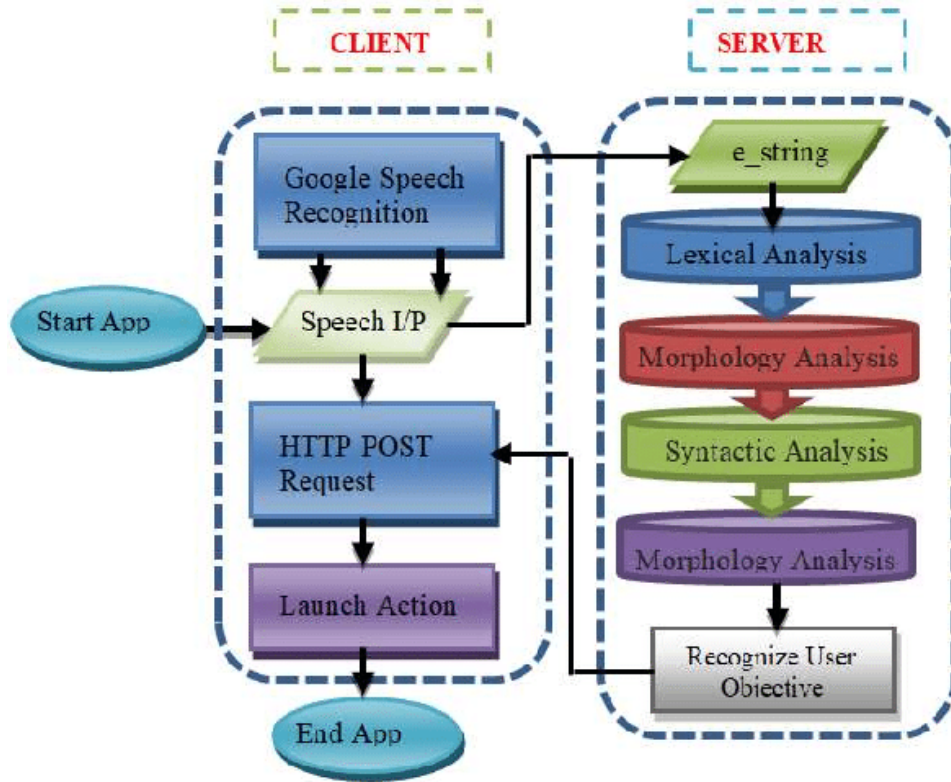 CLIENT
SERVER
Google Speech
Recognition
Start App
Speech I/P
HTTP POST
Request
Launch Action
End App
e_string
Lexical Analysis
Morphology Analysis
Syntactic Analysis
Morphology Analysis
Recognize User
Objective